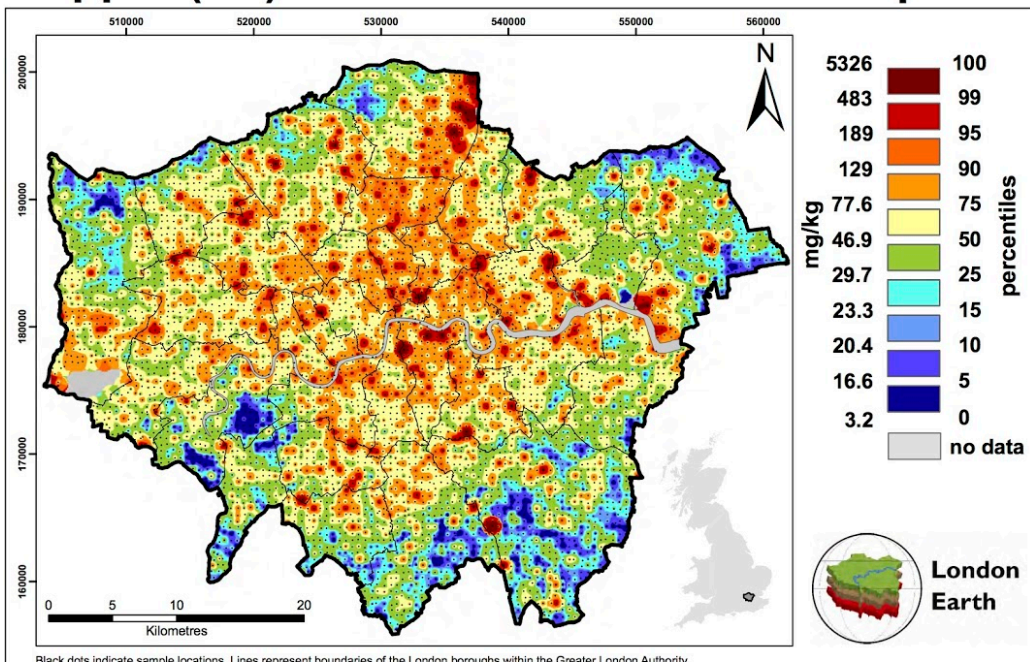 510000 520000 530000 540000 550000 560000
200000
190000
180000
170000
160000
N
mg/kg
percentiles
5326 100
483 99
189 95
129 90
77.6 75
46.9 50
29.7 25
23.3 15
20.4 10
16.6 5
3.2 0
no data
London
Earth
0 5 10 20
Kilometres
Black dots indicate sample locations. Lines represent boundaries of the London boroughs within the Greater London Authority